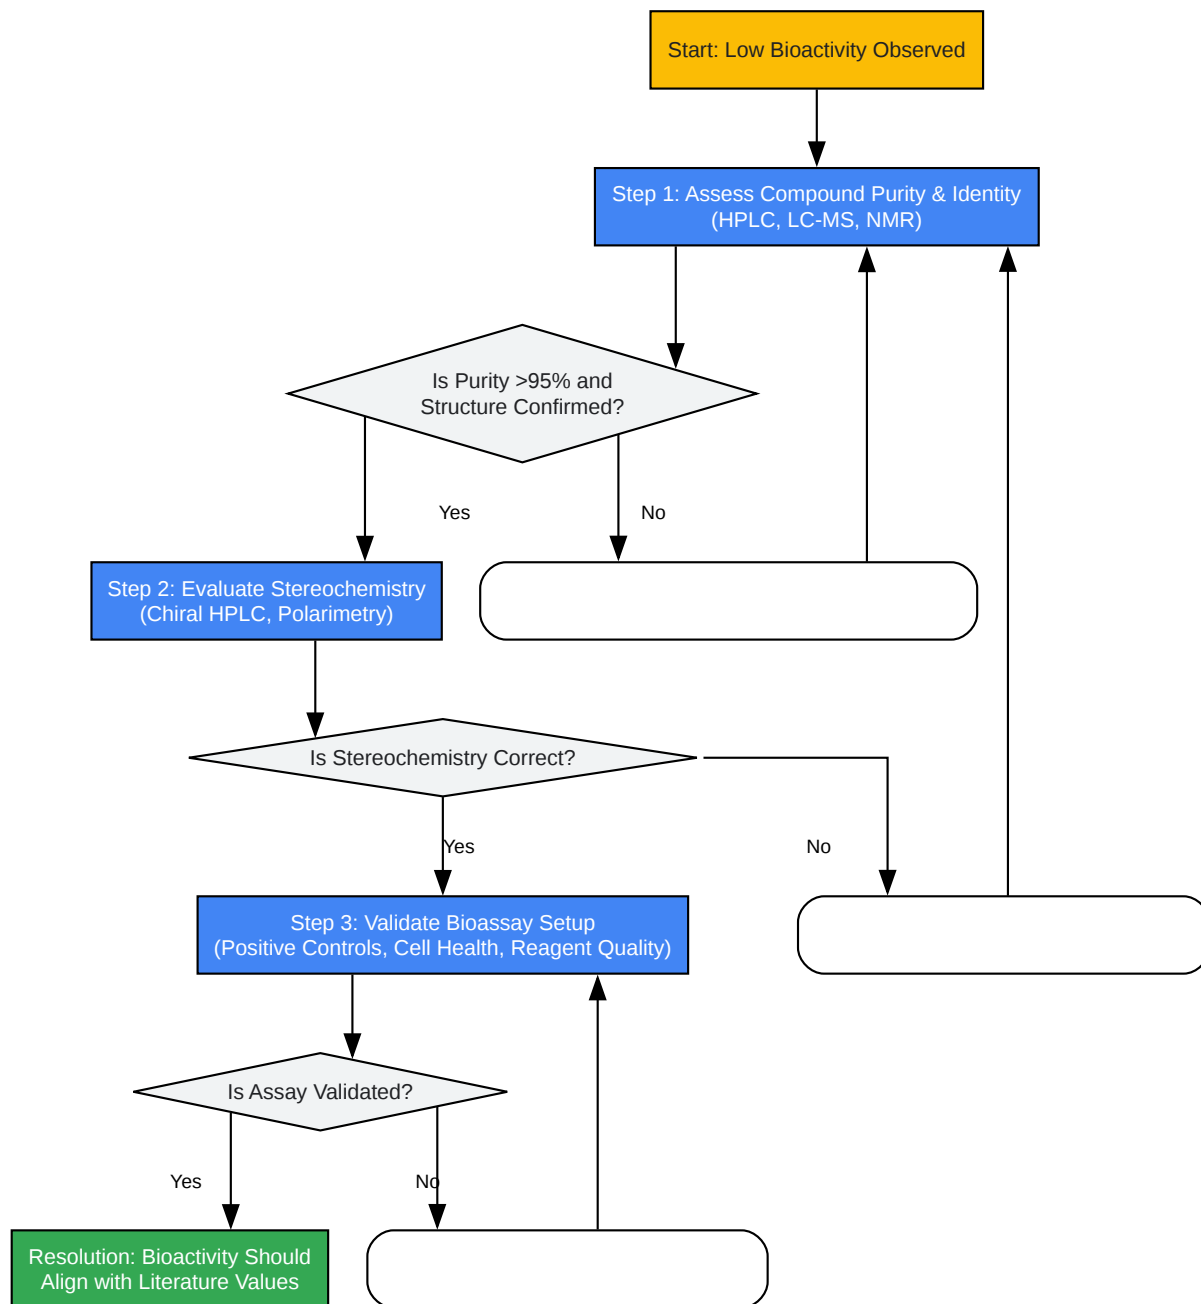 Start: Low Bioactivity Observed
Step 1: Assess Compound Purity & Identity
(HPLC, LC-MS, NMR)
Is Purity >95% and
Structure Confirmed?
Yes
No
Step 2: Evaluate Stereochemistry
(Chiral HPLC, Polarimetry)
Is Stereochemistry Correct?
Yes
No
Step 3: Validate Bioassay Setup
(Positive Controls, Cell Health, Reagent Quality)
Is Assay Validated?
Yes
No
Resolution: Bioactivity Should
Align with Literature Values